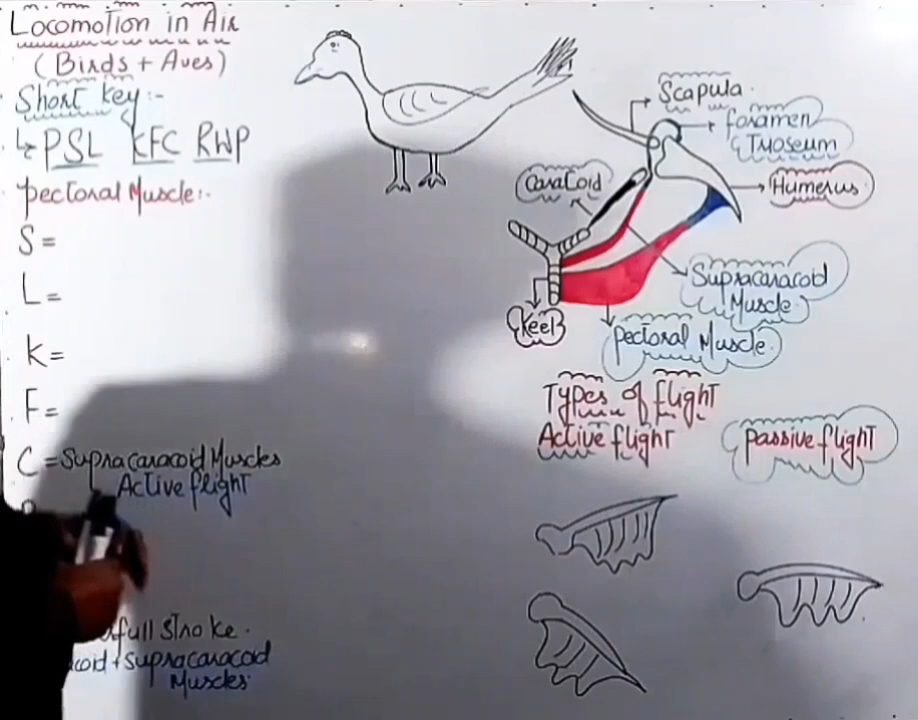 Locomotion in Air
(Birds + Aves)
Short Key:-
PSL KFC RWP
pectoral Muscle:-
S =
L =
K =
F =
C = Supracaracoid Muscles
Active flight
full stroke.
coid + supracaracoid
Muscles
Scapula.
foramen
Trioseum
Humerus
Caracoid
Supracaracoid
Muscle
Keel
pectoral Muscle
Types of flight
Active flight
passive flight